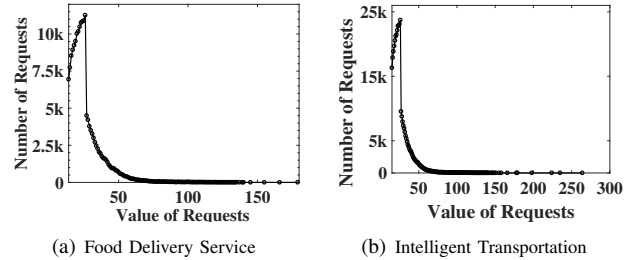 Number of Requests
10k
7.5k
5k
2.5k
0
50
100
150
Value of Requests
(a) Food Delivery Service
Number of Requests
25k
15k
5k
0
50
100
150
200
250
300
Value of Requests
(b) Intelligent Transportation